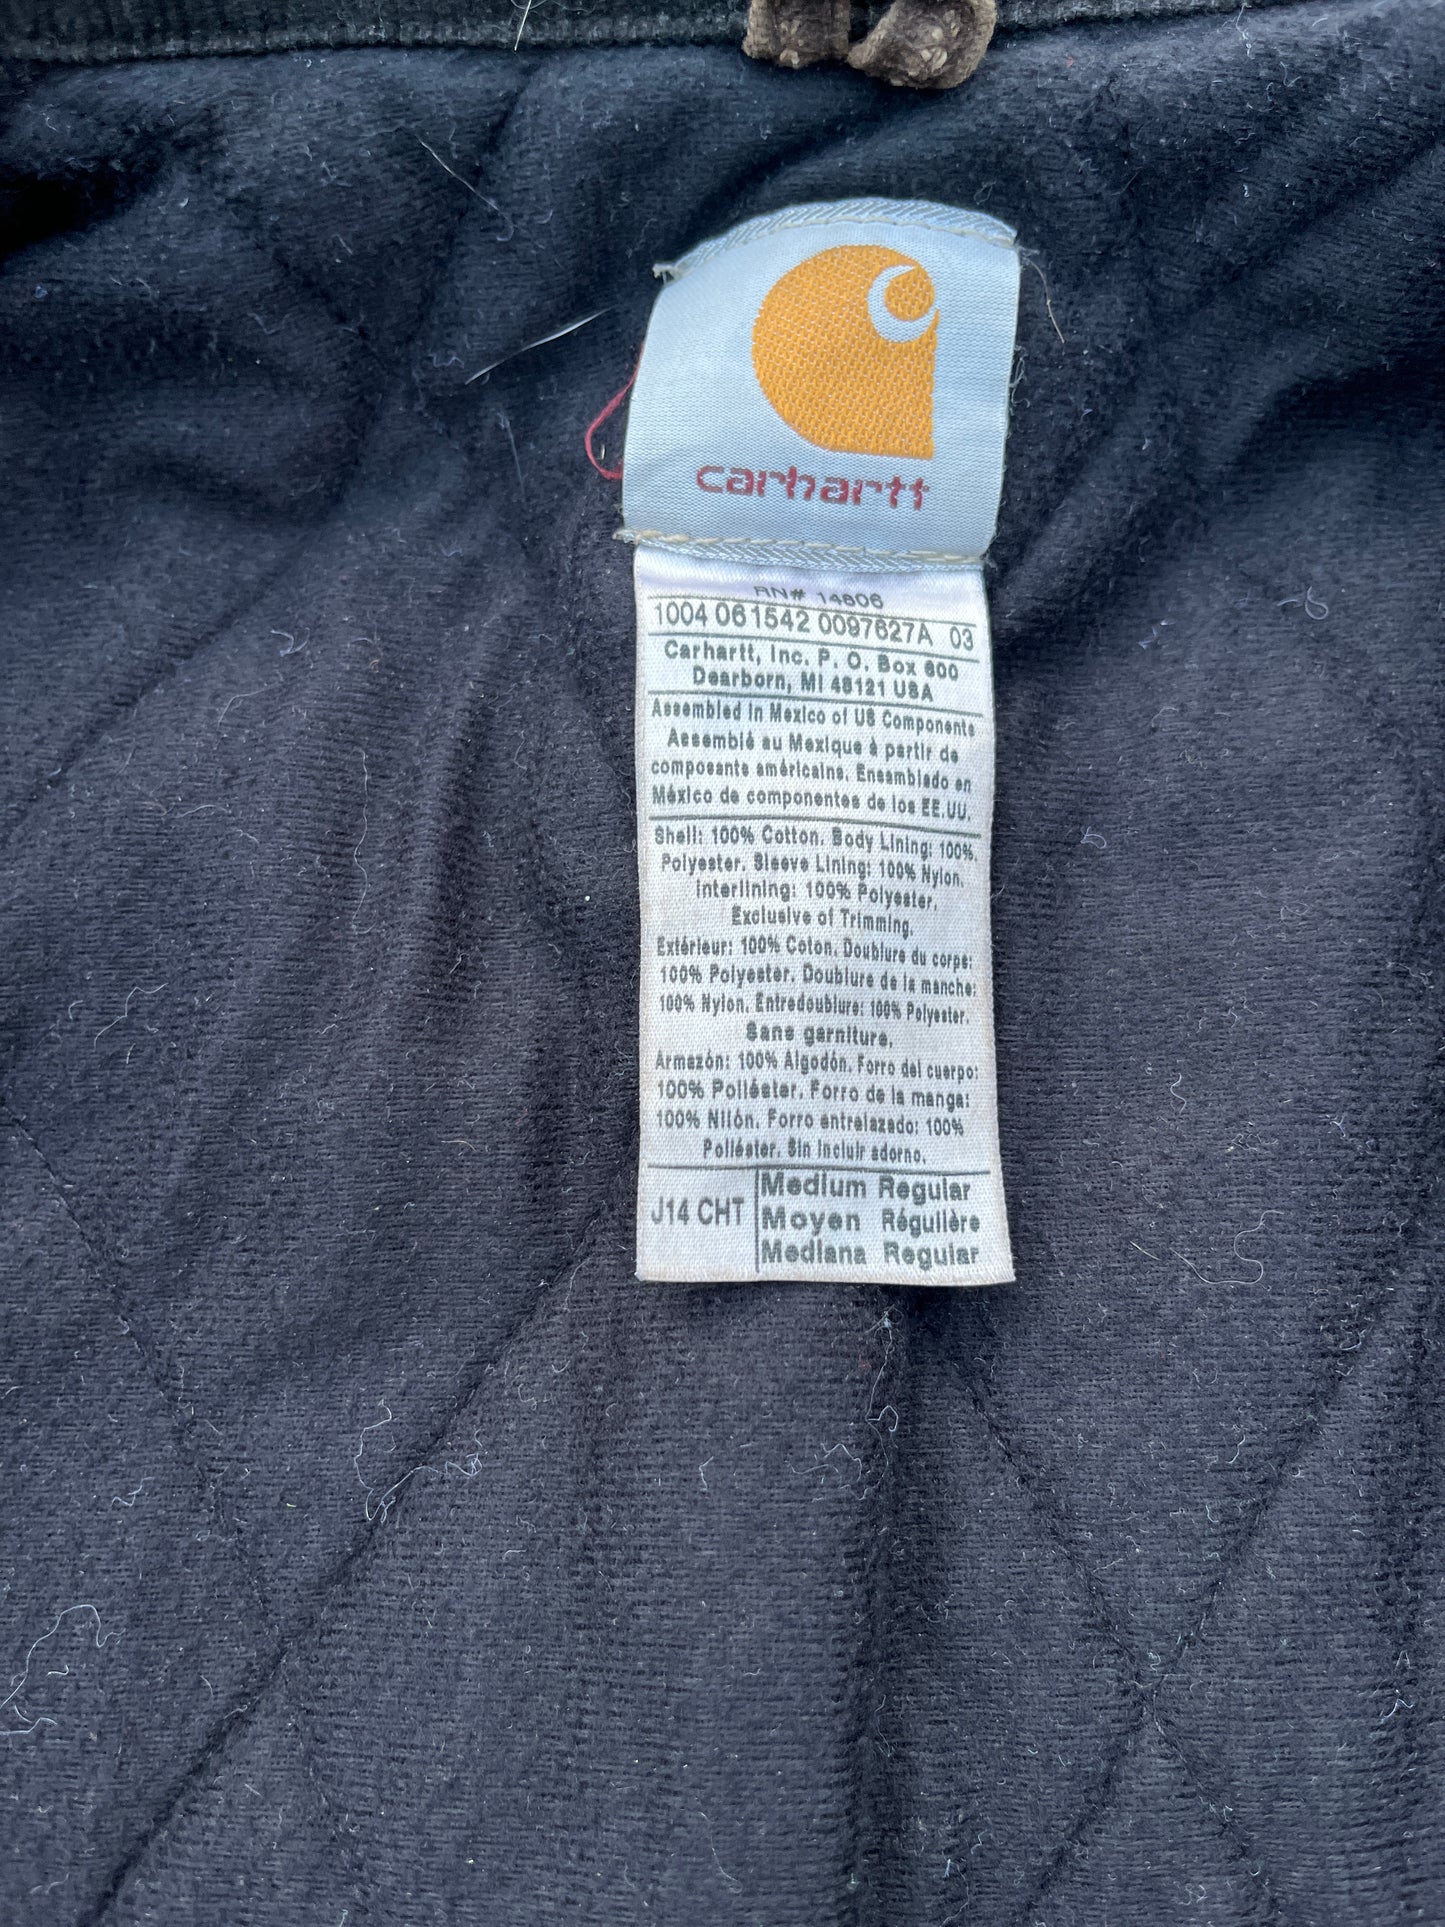 carhartt
RN# 14806
1004 06 1542 0097627A 03
Carhartt, Inc. P. O. Box 600
Dearborn, MI 48121 USA
Assembled in Mexico of US Components
Assemblé au Mexique à partir de
composants américains. Ensamblado en
México de componentes de los EE.UU.
Shell: 100% Cotton. Body Lining: 100%
Polyester. Sleeve Lining: 100% Nylon.
Interlining: 100% Polyester.
Exclusive of Trimming.
Extérieur: 100% Coton. Doublure du corps:
100% Polyester. Doublure de la manche:
100% Nylon. Entredoublure: 100% Polyester.
Sans garniture.
Armazón: 100% Algodón. Forro del cuerpo:
100% Poliéster. Forro de la manga:
100% Nilón. Forro entrelazado: 100%
Poliéster. Sin incluir adorno.
J14 CHT
Medium Regular
Moyen Régulière
Mediana Regular